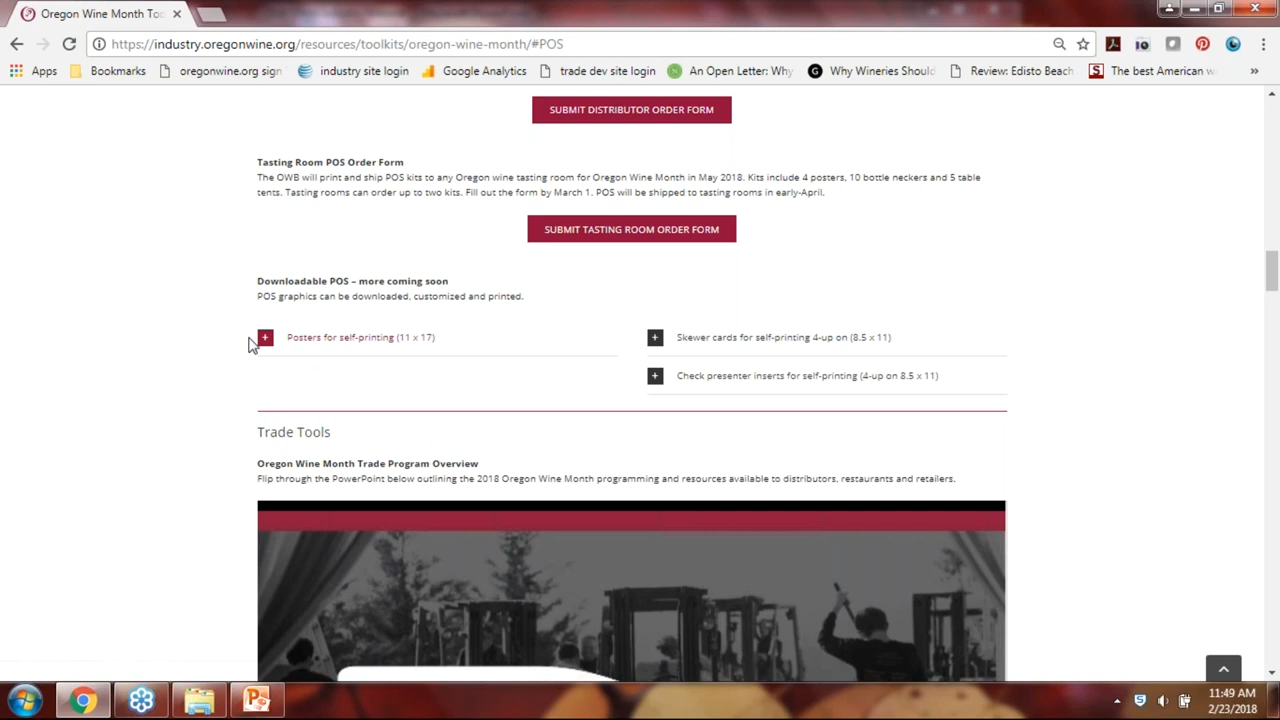 Oregon Wine Month Too
https://industry.oregonwine.org/resources/toolkits/oregon-wine-month/#POS
Apps Bookmarks oregonwine.org sign industry site login Google Analytics trade dev site login An Open Letter: Why Why Wineries Should Review: Edisto Beach The best American w
SUBMIT DISTRIBUTOR ORDER FORM
Tasting Room POS Order Form
The OWB will print and ship POS kits to any Oregon wine tasting room for Oregon Wine Month in May 2018. Kits include 4 posters, 10 bottle neckers and 5 table
tents. Tasting rooms can order up to two kits. Fill out the form by March 1. POS will be shipped to tasting rooms in early-April.
SUBMIT TASTING ROOM ORDER FORM
Downloadable POS – more coming soon
POS graphics can be downloaded, customized and printed.
+ Posters for self-printing (11 x 17)
+ Skewer cards for self-printing 4-up on (8.5 x 11)
+ Check presenter inserts for self-printing (4-up on 8.5 x 11)
Trade Tools
Oregon Wine Month Trade Program Overview
Flip through the PowerPoint below outlining the 2018 Oregon Wine Month programming and resources available to distributors, restaurants and retailers.
11:49 AM
2/23/2018